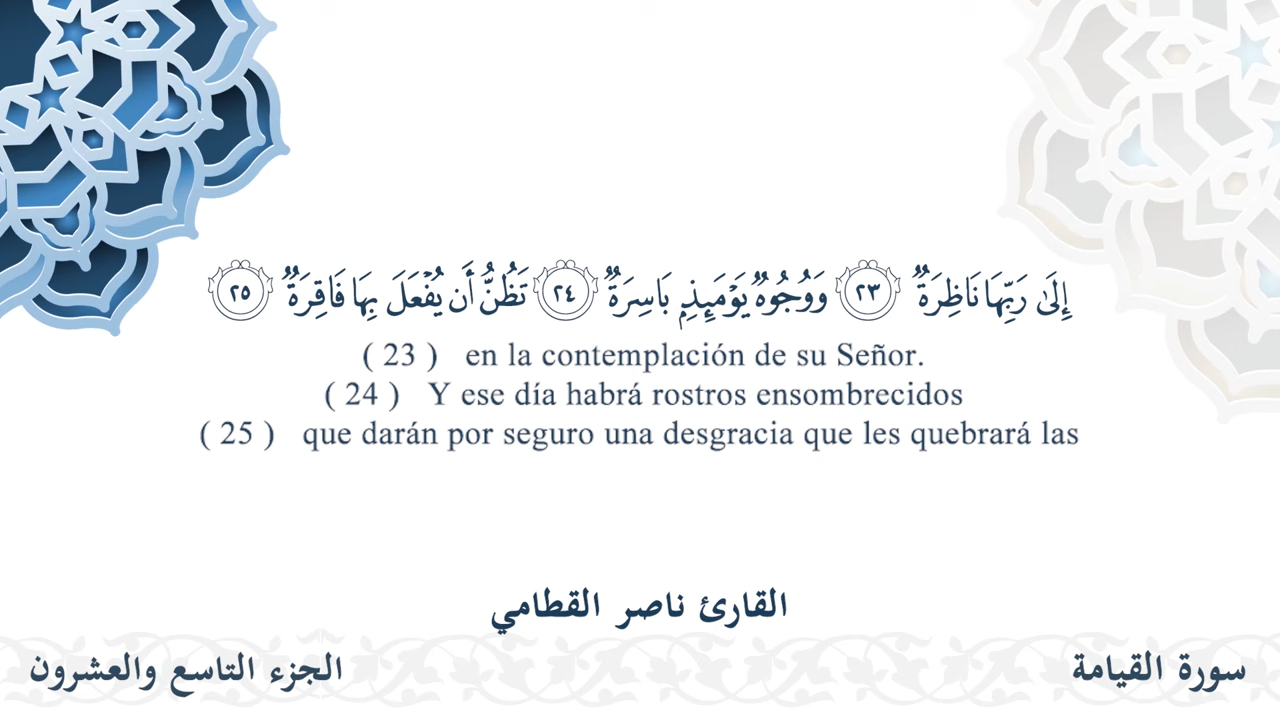 إِلَىٰ رَبِّهَا نَاظِرَةٌ ٢٣ وَوُجُوهٌ يَوْمَئِذٍ بَاسِرَةٌ ٢٤ تَظُنُّ أَن يُفْعَلَ بِهَا فَاقِرَةٌ ٢٥
( 23 ) en la contemplación de su Señor.
( 24 ) Y ese día habrá rostros ensombrecidos
( 25 ) que darán por seguro una desgracia que les quebrará las
القارئ ناصر القطامي
سورة القيامة
الجزء التاسع والعشرون